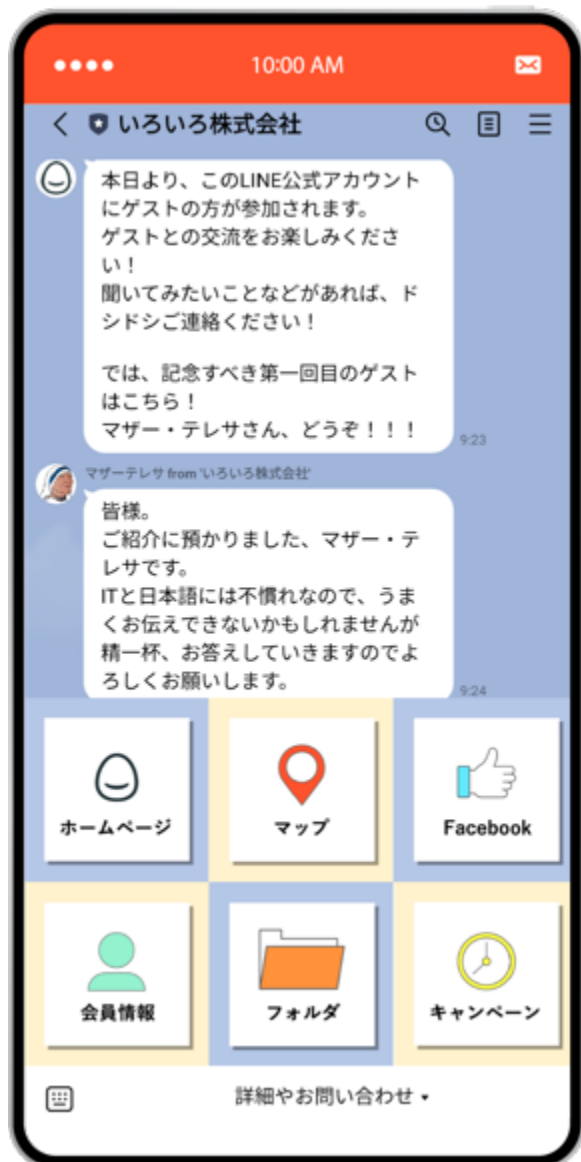 10:00 AM
いろいろ株式会社
本日より、このLINE公式アカウント
にゲストの方が参加されます。
ゲストとの交流をお楽しみくださ
い！
聞いてみたいことなどがあれば、ド
シドシご連絡ください！
では、記念すべき第一回目のゲスト
はこちら！
マザー・テレサさん、どうぞ！！！
9:23
マザーテレサ from 'いろいろ株式会社'
皆様。
ご紹介に預かりました、マザー・テ
レサです。
ITと日本語には不慣れなので、うま
くお伝えできないかもしれませんが
精一杯、お答えしていきますのでよ
ろしくお願いします。
9:24
ホームページ
マップ
Facebook
会員情報
フォルダ
キャンペーン
詳細やお問い合わせ